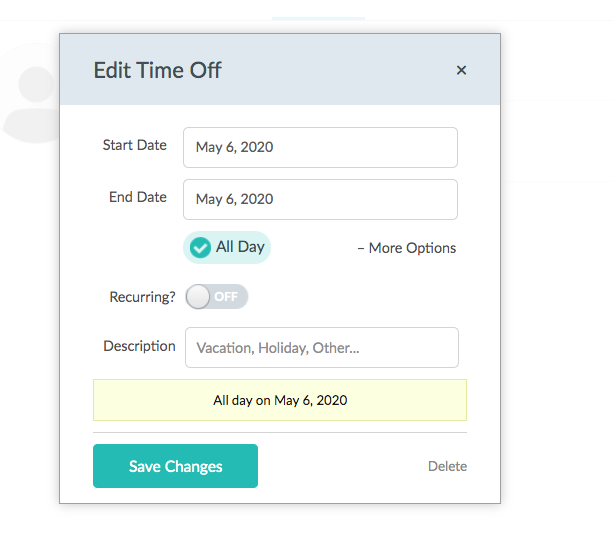 Edit Time Off ×
Start Date May 6, 2020
End Date May 6, 2020
All Day – More Options
Recurring? OFF
Description Vacation, Holiday, Other...
All day on May 6, 2020
Save Changes Delete